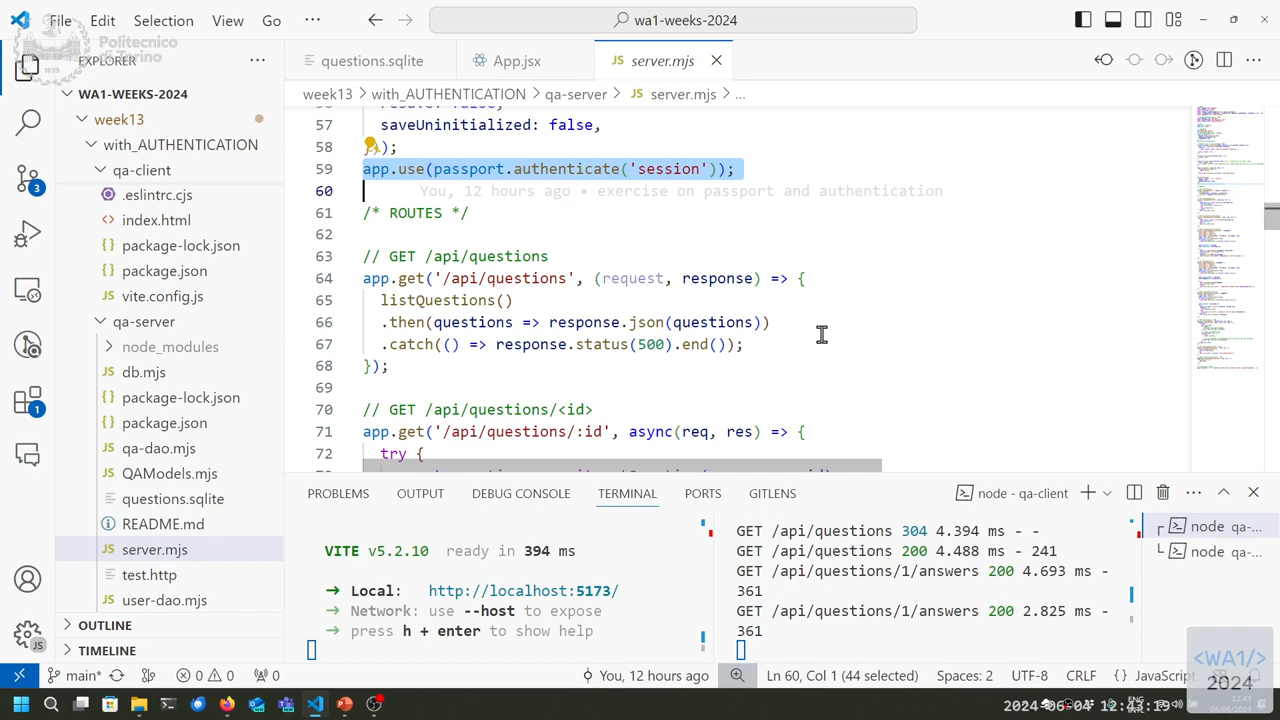 File Edit Selection View Go ···
wa1-weeks-2024
Politecnico
di Torino
EXPLORER
WA1-WEEKS-2024
week13
with_AUTHENTICATION
qa-client
.eslintrc.cjs
index.html
package-lock.json
package.json
vite.config.js
qa-server
node_modules
db.mjs
package-lock.json
package.json
qa-dao.mjs
QAModels.mjs
questions.sqlite
README.md
server.mjs
test.http
user-dao.mjs
OUTLINE
TIMELINE
questions.sqlite
App.jsx
server.mjs
week13 > with_AUTHENTICATION > qa-server > server.mjs > ...
57 saveUninitialized: false,
58 }));
59 app.use(passport.authenticate('session'));
60
61 /* ROUTES */
62
63 // GET /api/questions
64 app.get('/api/questions', (request, response) => {
65 listQuestions()
66 .then(questions => response.json(questions))
67 .catch(() => response.status(500).end());
68 });
69
70 // GET /api/questions/<id>
71 app.get('/api/questions/:id', async(req, res) => {
72 try {
PROBLEMS OUTPUT DEBUG CONSOLE TERMINAL PORTS GITLENS
node - qa-client
VITE v5.2.10 ready in 394 ms
➜ Local: http://localhost:5173/
➜ Network: use --host to expose
➜ press h + enter to show help
GET /api/questions 304 4.394 ms - -
GET /api/questions 200 4.488 ms - 241
GET /api/questions/1/answers 200 4.693 ms -
361
GET /api/questions/1/answers 200 2.825 ms -
361
node qa-...
node qa-...
main* 0 0 0 You, 12 hours ago Ln 60, Col 1 (44 selected) Spaces: 2 UTF-8 CRLF {} JavaScript
<WA1/>
2024
ENG
12:43
04/06/2024